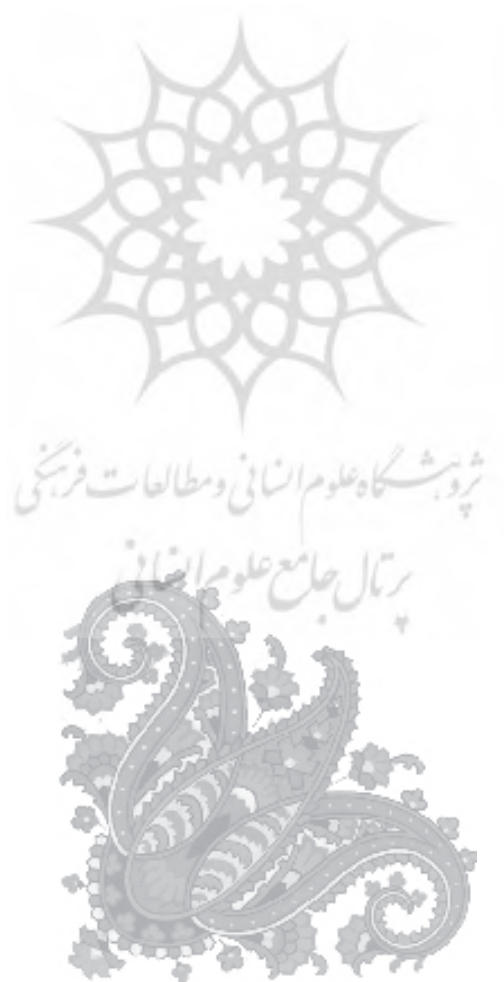 پژوهشگاه علوم انسانی و مطالعات فرهنگی
پرتال جامع علوم انسانی